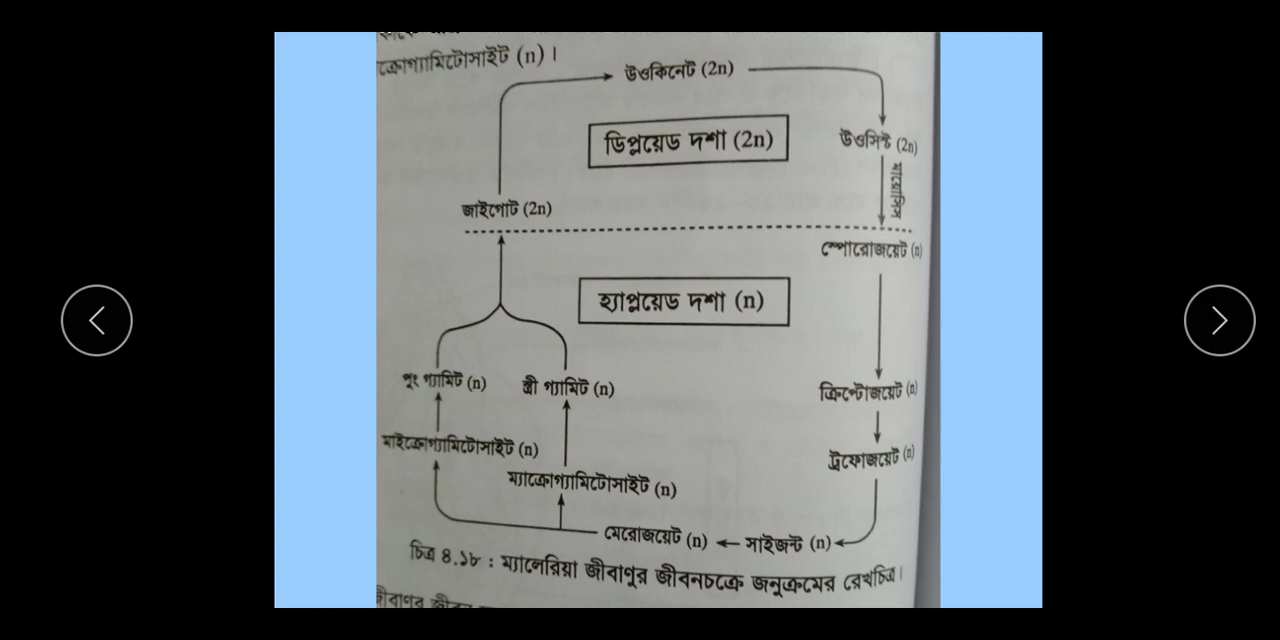 ক্রোগ্যামিটোসাইট (n) ।
উওকিনেট (2n)
ডিপ্লয়েড দশা (2n)
উওসিস্ট (2n)
মায়োসিস
জাইগোট (2n)
স্পোরোজয়েট (n)
হ্যাপ্লয়েড দশা (n)
পুং গ্যামিট (n)
স্ত্রী গ্যামিট (n)
ক্রিপ্টোজয়েট (n)
মাইক্রোগ্যামিটোসাইট (n)
ট্রফোজয়েট (n)
ম্যাক্রোগ্যামিটোসাইট (n)
মেরোজয়েট (n)
সাইজন্ট (n)
চিত্র ৪.১৮ : ম্যালেরিয়া জীবাণুর জীবনচক্রে জনুক্রমের রেখচিত্র।
জীবাণুর জীবন